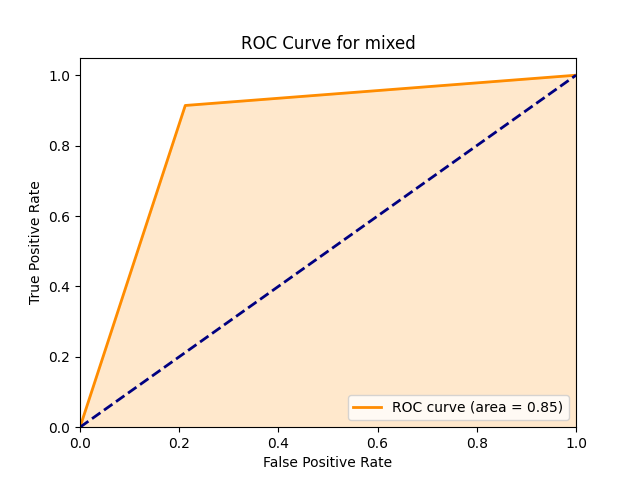 ROC Curve for mixed
True Positive Rate
1.0
0.8
0.6
0.4
0.2
0.0
0.0 0.2 0.4 0.6 0.8 1.0
False Positive Rate
ROC curve (area = 0.85)